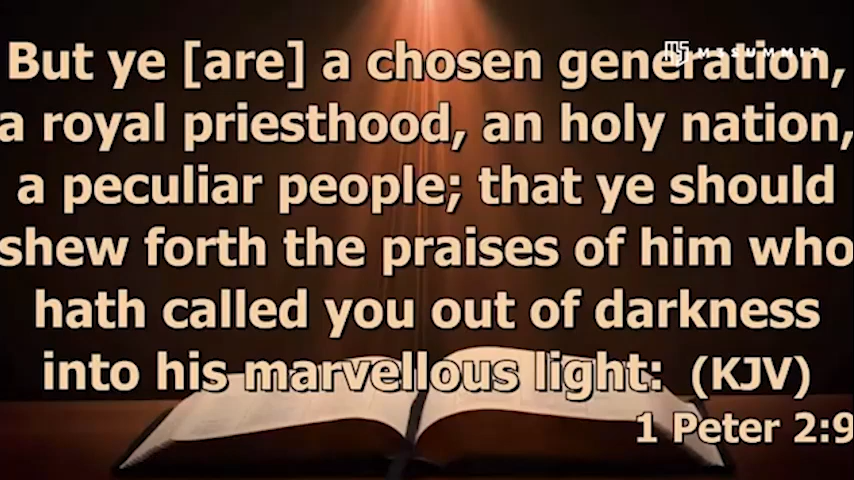 M3SUMMIT
But ye [are] a chosen generation,
a royal priesthood, an holy nation,
a peculiar people; that ye should
shew forth the praises of him who
hath called you out of darkness
into his marvellous light: (KJV)
1 Peter 2:9